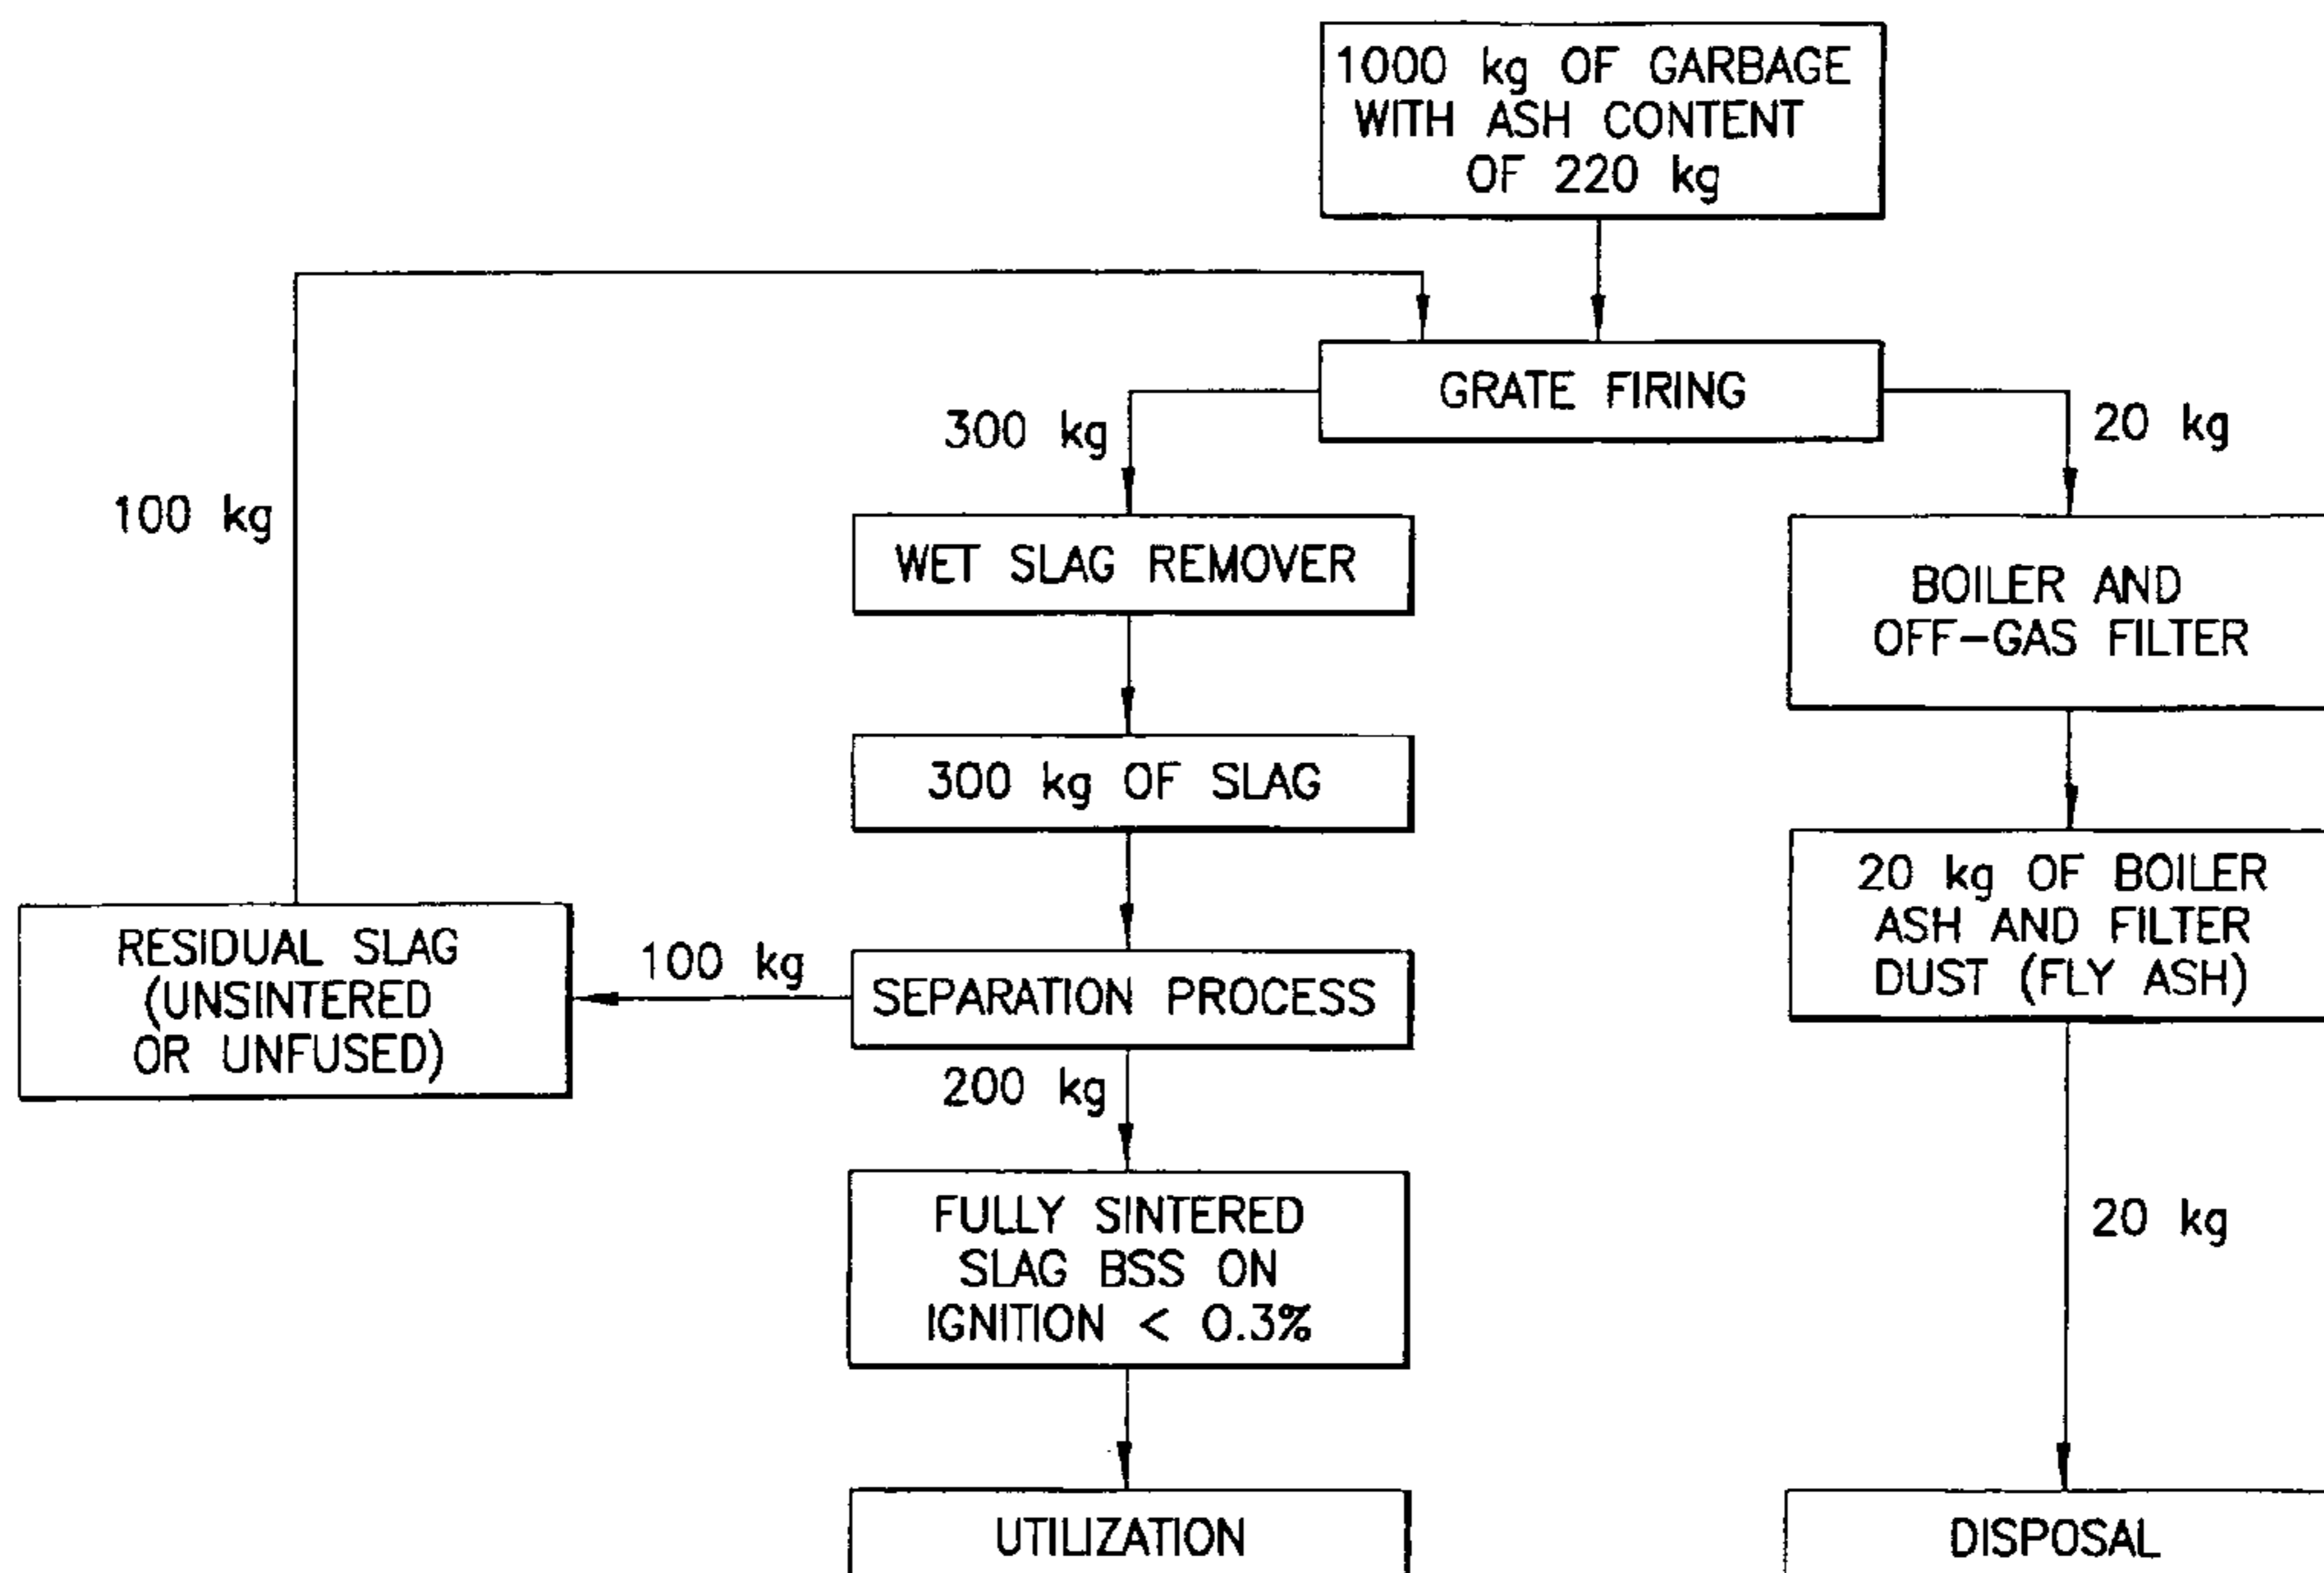 1000 kg OF GARBAGE
WITH ASH CONTENT
OF 220 kg
GRATE FIRING
300 kg
20 kg
100 kg
WET SLAG REMOVER
BOILER AND
OFF-GAS FILTER
300 kg OF SLAG
20 kg OF BOILER
ASH AND FILTER
DUST (FLY ASH)
RESIDUAL SLAG
(UNSINTERED
OR UNFUSED)
100 kg
SEPARATION PROCESS
200 kg
FULLY SINTERED
SLAG BSS ON
IGNITION < 0.3%
20 kg
UTILIZATION
DISPOSAL